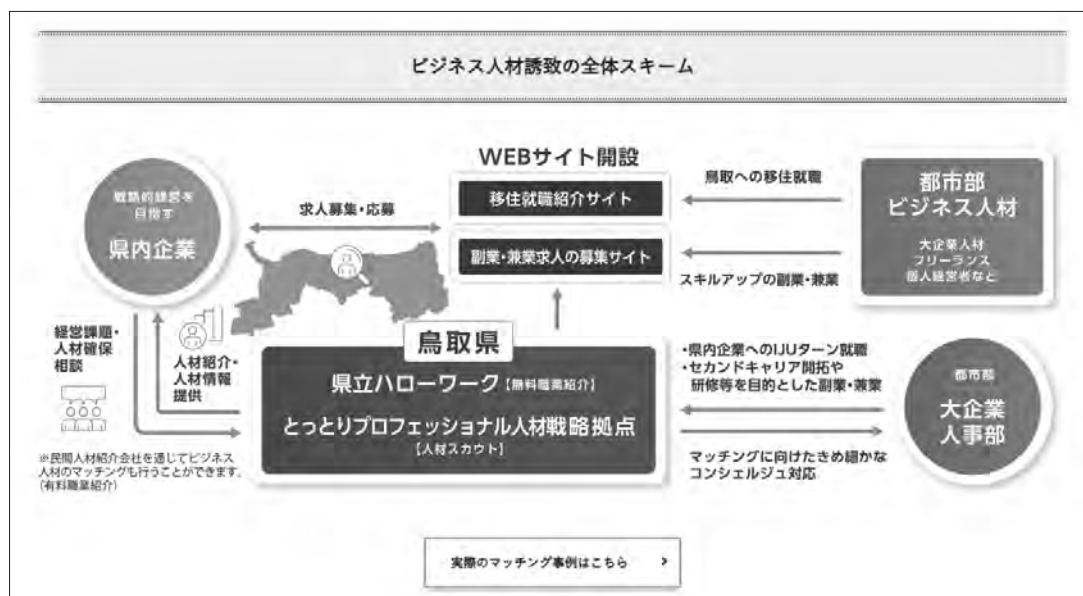 ビジネス人材誘致の全体スキーム
WEBサイト開設
戦略的経営を
目指す
県内企業
求人募集・応募
移住就職紹介サイト
副業・兼業求人の募集サイト
鳥取への移住就職
スキルアップの副業・兼業
都市部
ビジネス人材
大企業人材
フリーランス
個人経営者など
経営課題・
人材確保
相談
人材紹介・
人材情報
提供
鳥取県
県立ハローワーク【無料職業紹介】
とっとりプロフェッショナル人材戦略拠点
【人材スカウト】
・県内企業へのIJUターン就職
・セカンドキャリア開拓や
研修等を目的とした副業・兼業
マッチングに向けたきめ細かな
コンシェルジュ対応
都市部
大企業
人事部
※民間人材紹介会社を通じてビジネス
人材のマッチングも行うことができます。
(有料職業紹介)
実際のマッチング事例はこちら >